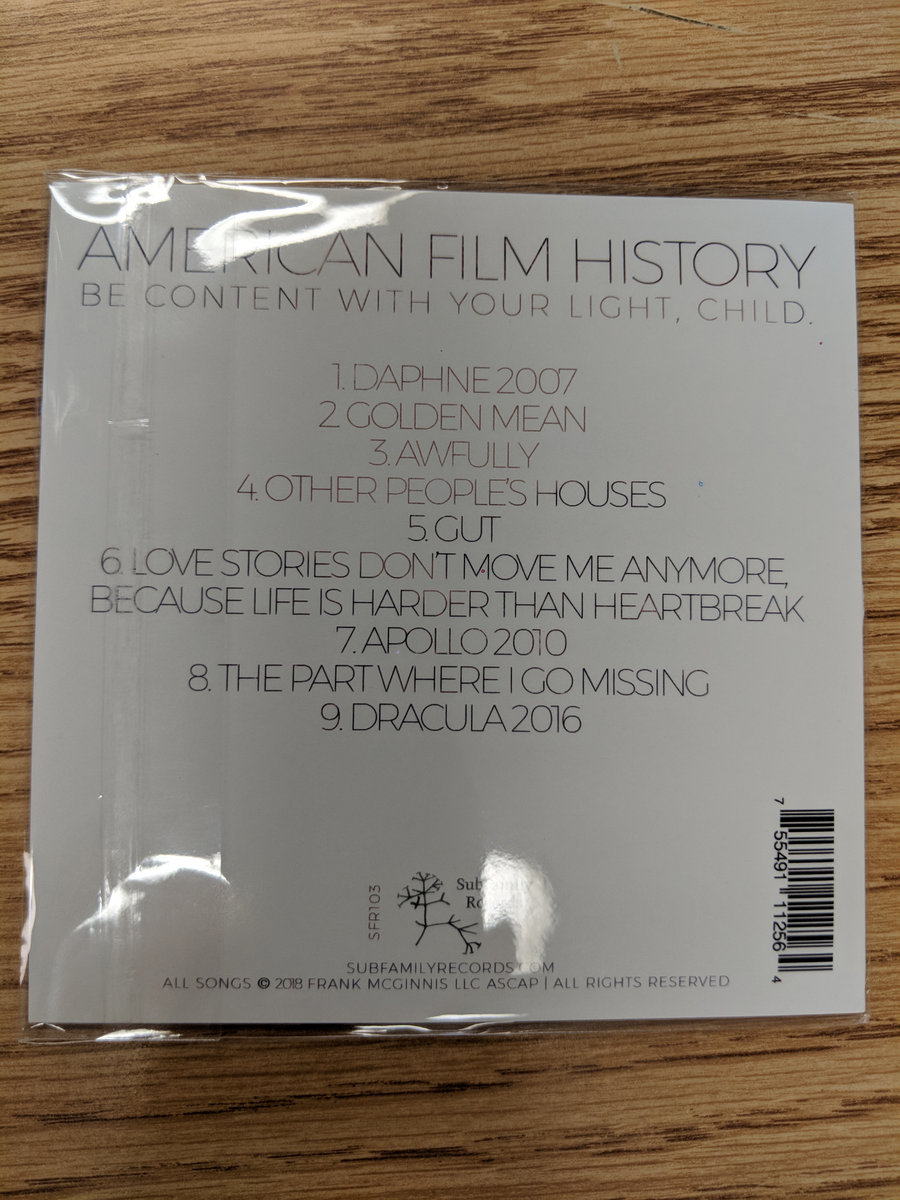 AMERICAN FILM HISTORY
BE CONTENT WITH YOUR LIGHT, CHILD.
1. DAPHNE 2007
2. GOLDEN MEAN
3. AWFULLY
4. OTHER PEOPLE'S HOUSES
5. GUT
6. LOVE STORIES DON'T MOVE ME ANYMORE,
BECAUSE LIFE IS HARDER THAN HEARTBREAK
7. APOLLO 2010
8. THE PART WHERE I GO MISSING
9. DRACULA 2016
7 55491 11256 4
SFR103
SubFamily
SUBFAMILYRECORDS.COM
ALL SONGS © 2018 FRANK MCGINNIS LLC ASCAP | ALL RIGHTS RESERVED